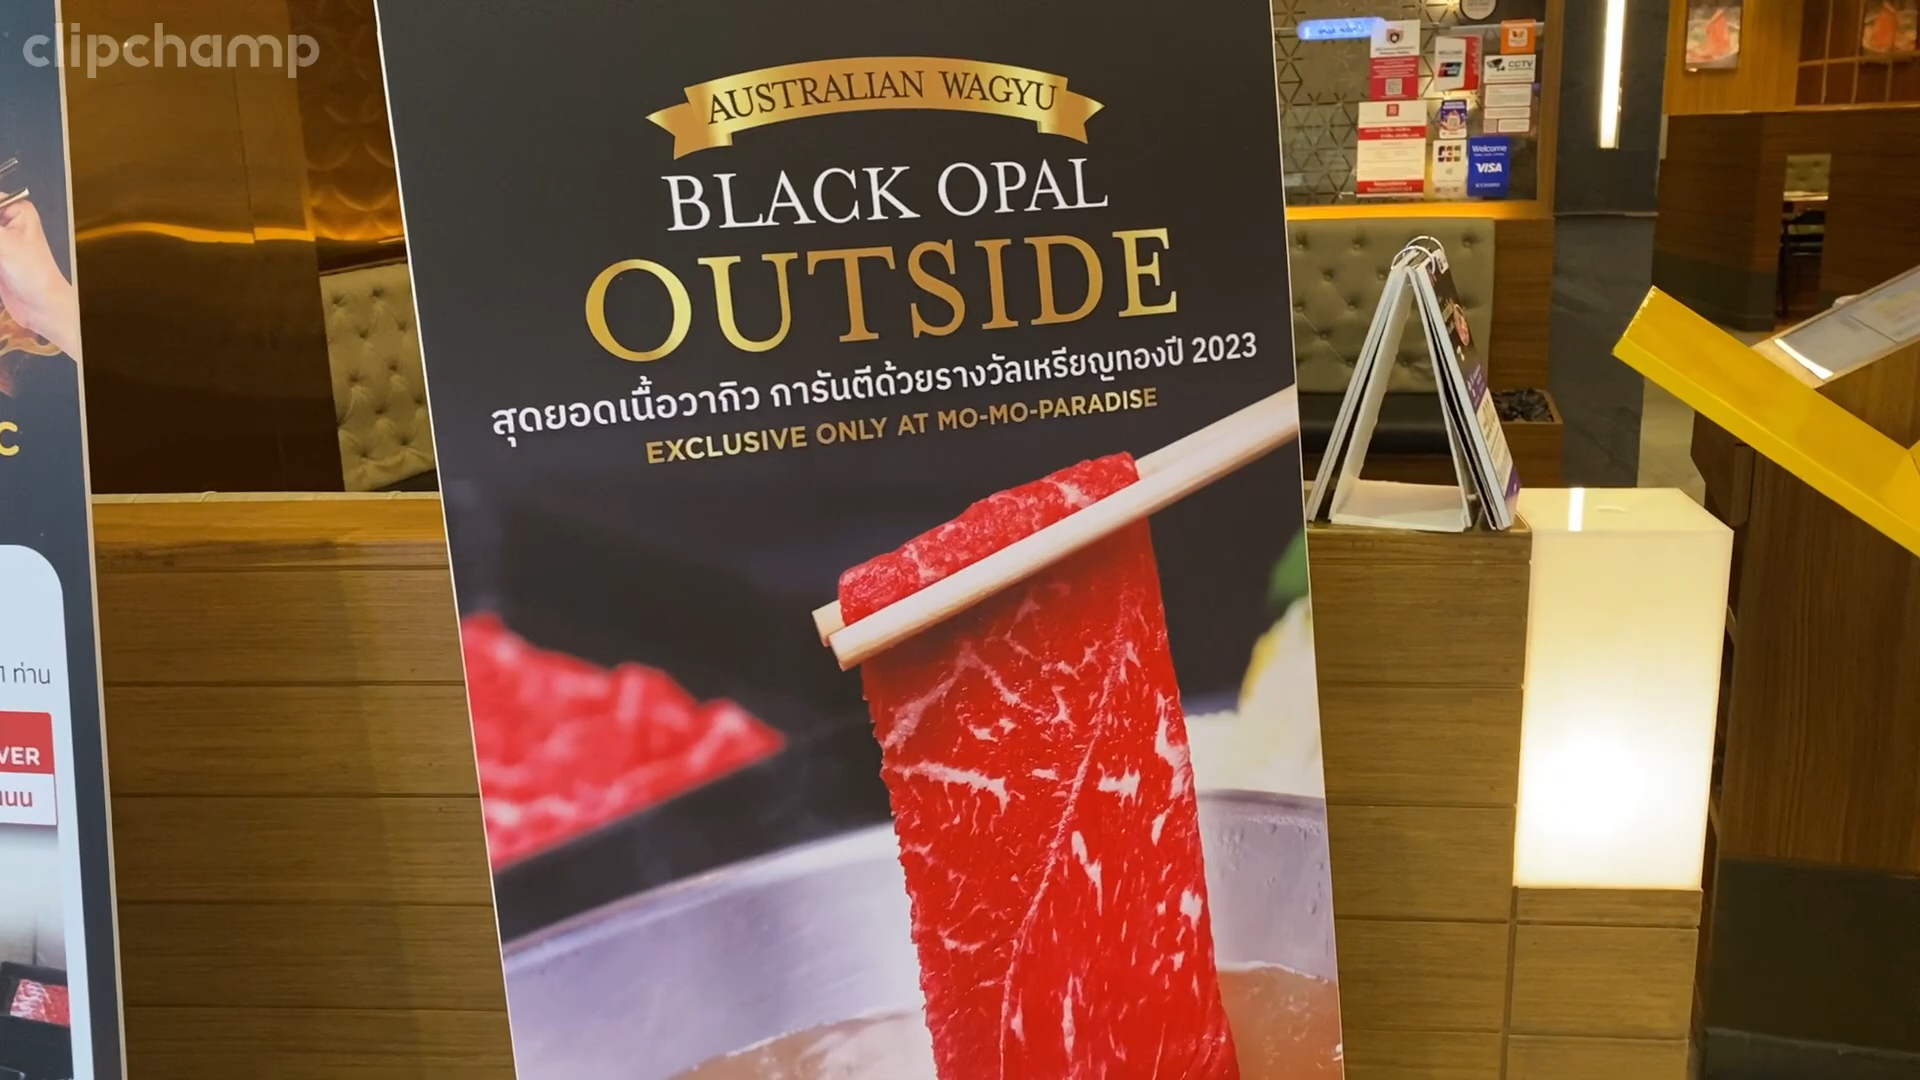 clipchamp
AUSTRALIAN WAGYU
BLACK OPAL
OUTSIDE
สุดยอดเนื้อวากิว การันตีด้วยรางวัลเหรียญทองปี 2023
EXCLUSIVE ONLY AT MO-MO-PARADISE
C
1 ท่าน
VER
CCTV
Welcome
VISA